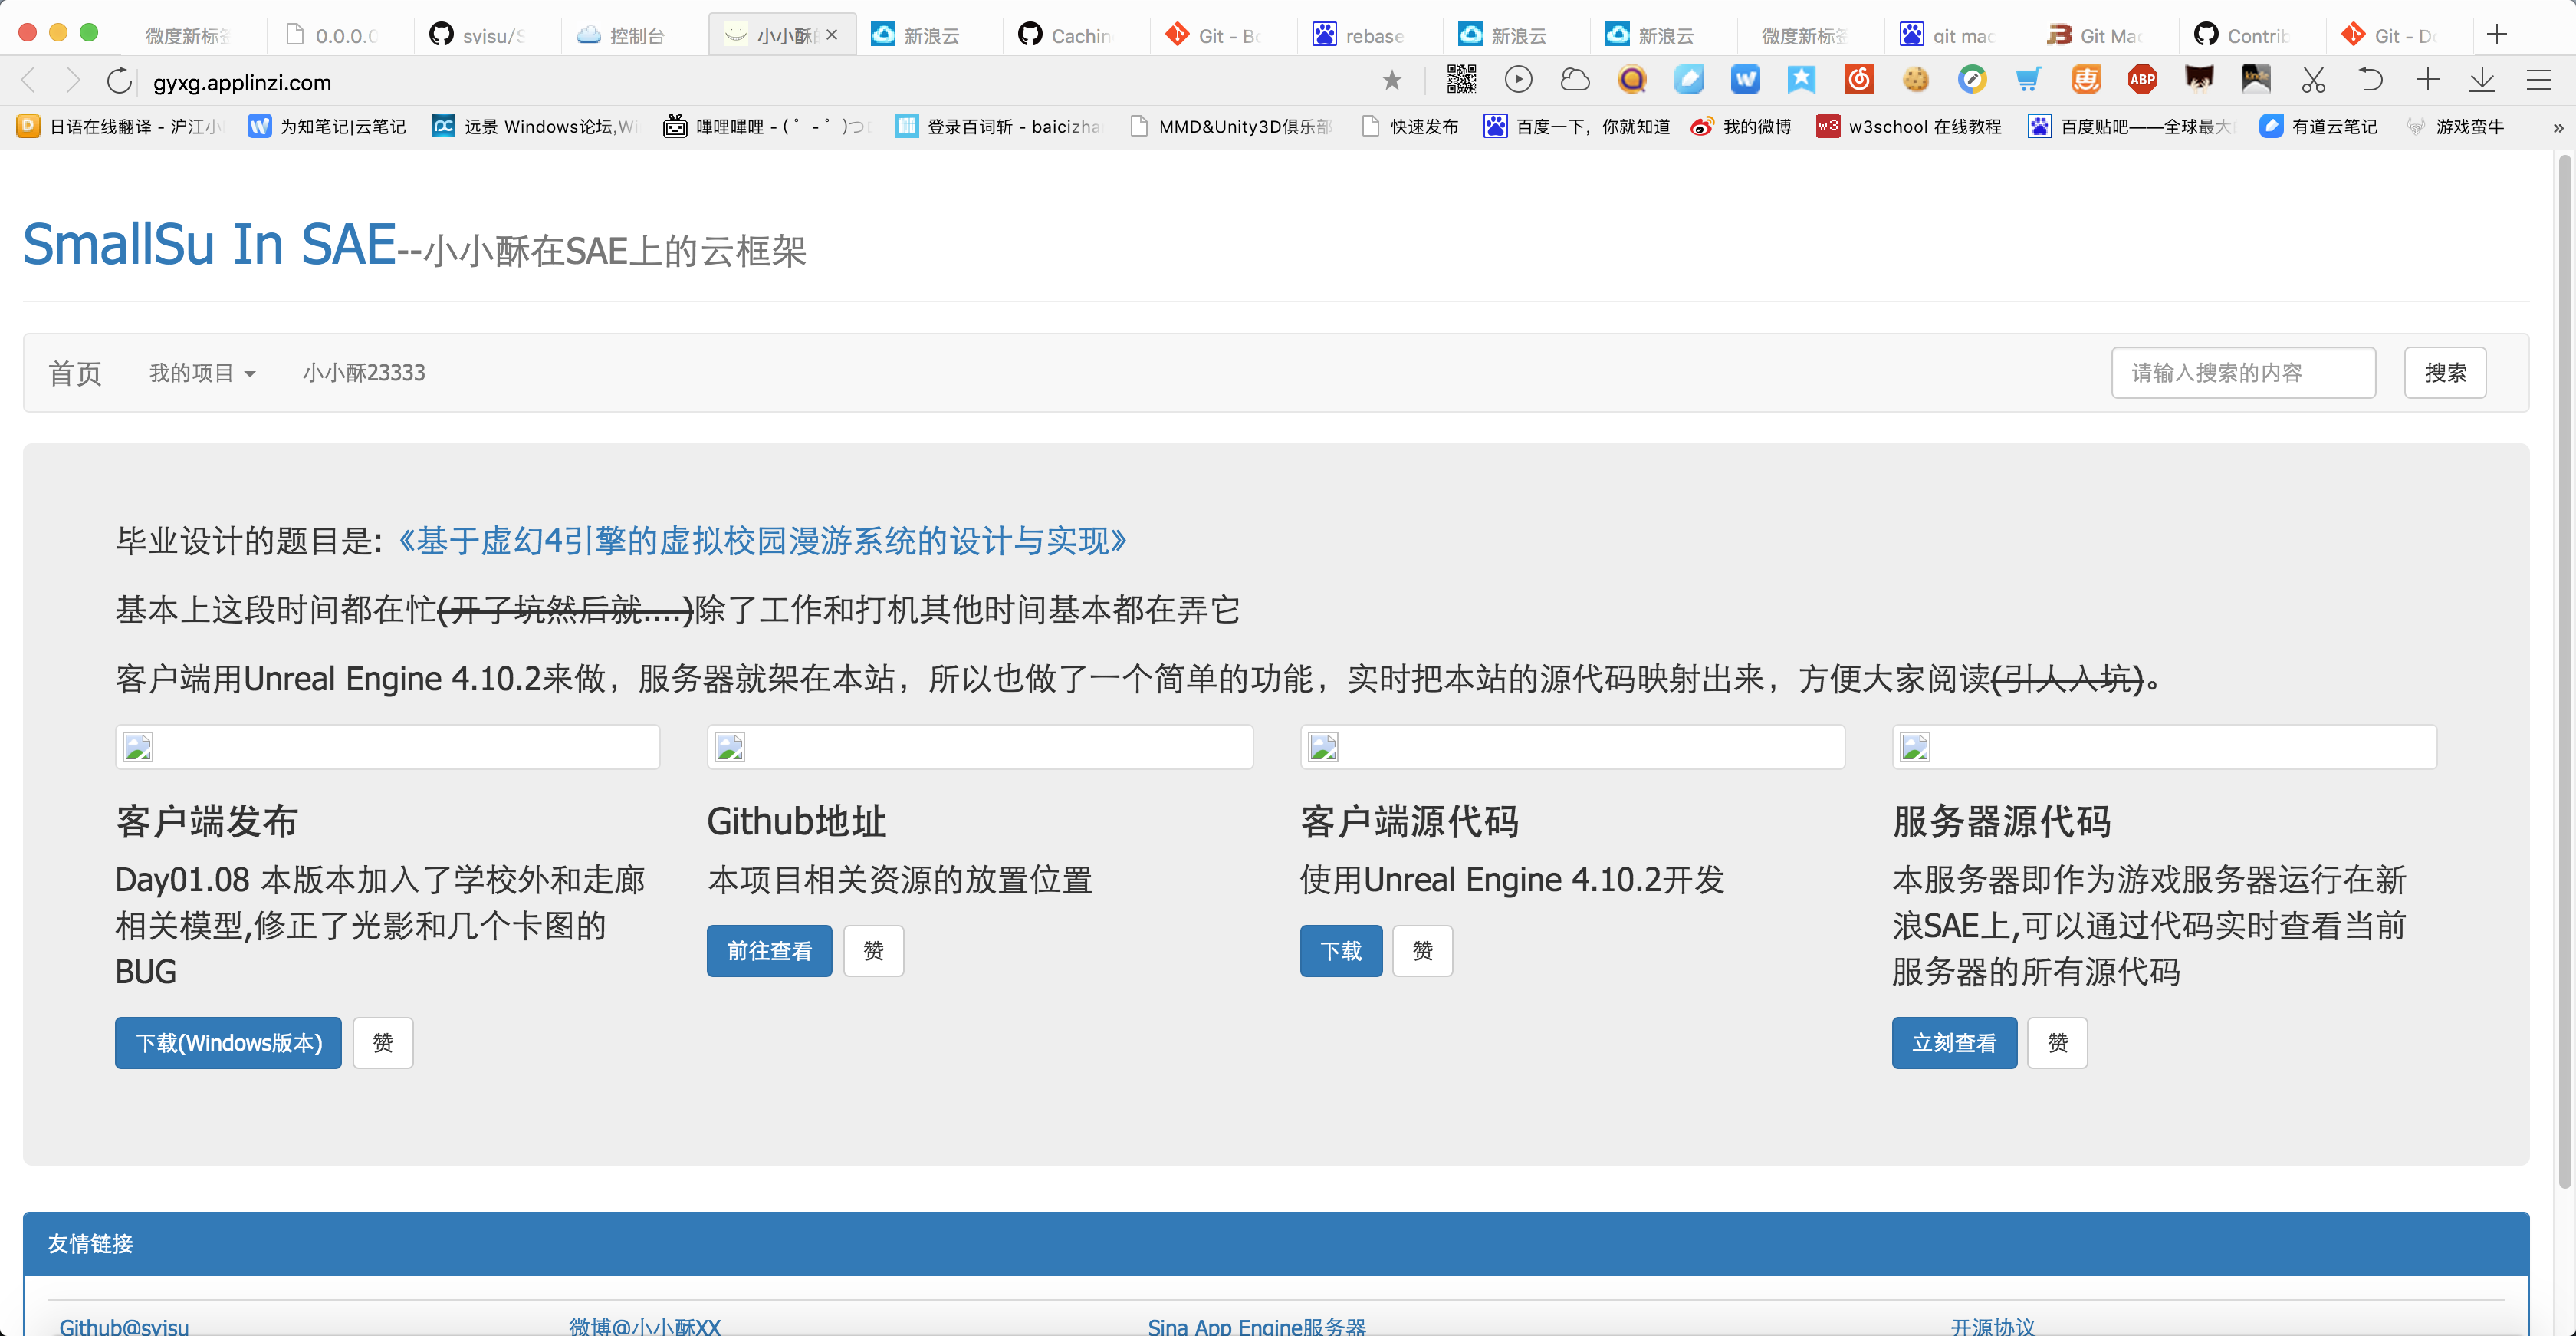 微度新标签
0.0.0.0
syjsu/S
控制台
小小酥的
新浪云
Cachin
Git - Bo
rebase
新浪云
新浪云
微度新标签
git mac
Git Mac
Contrib
Git - Do
gyxg.applinzi.com
日语在线翻译 - 沪江小
为知笔记|云笔记
远景 Windows论坛,Wi
哔哩哔哩 - ( ゜- ゜)つ
登录百词斩 - baicizha
MMD&Unity3D俱乐部
快速发布
百度一下，你就知道
我的微博
w3school 在线教程
百度贴吧——全球最大
有道云笔记
游戏蛮牛
»
SmallSu In SAE--小小酥在SAE上的云框架
首页
我的项目
小小酥23333
请输入搜索的内容
搜索
毕业设计的题目是:《基于虚幻4引擎的虚拟校园漫游系统的设计与实现》
基本上这段时间都在忙(开了坑然后就....)除了工作和打机其他时间基本都在弄它
客户端用Unreal Engine 4.10.2来做，服务器就架在本站，所以也做了一个简单的功能，实时把本站的源代码映射出来，方便大家阅读(引人入坑)。
客户端发布
Day01.08 本版本加入了学校外和走廊
相关模型,修正了光影和几个卡图的
BUG
下载(Windows版本)
赞
Github地址
本项目相关资源的放置位置
前往查看
赞
客户端源代码
使用Unreal Engine 4.10.2开发
下载
赞
服务器源代码
本服务器即作为游戏服务器运行在新
浪SAE上,可以通过代码实时查看当前
服务器的所有源代码
立刻查看
赞
友情链接
Github@syjsu
微博@小小酥XX
Sina App Engine服务器
开源协议